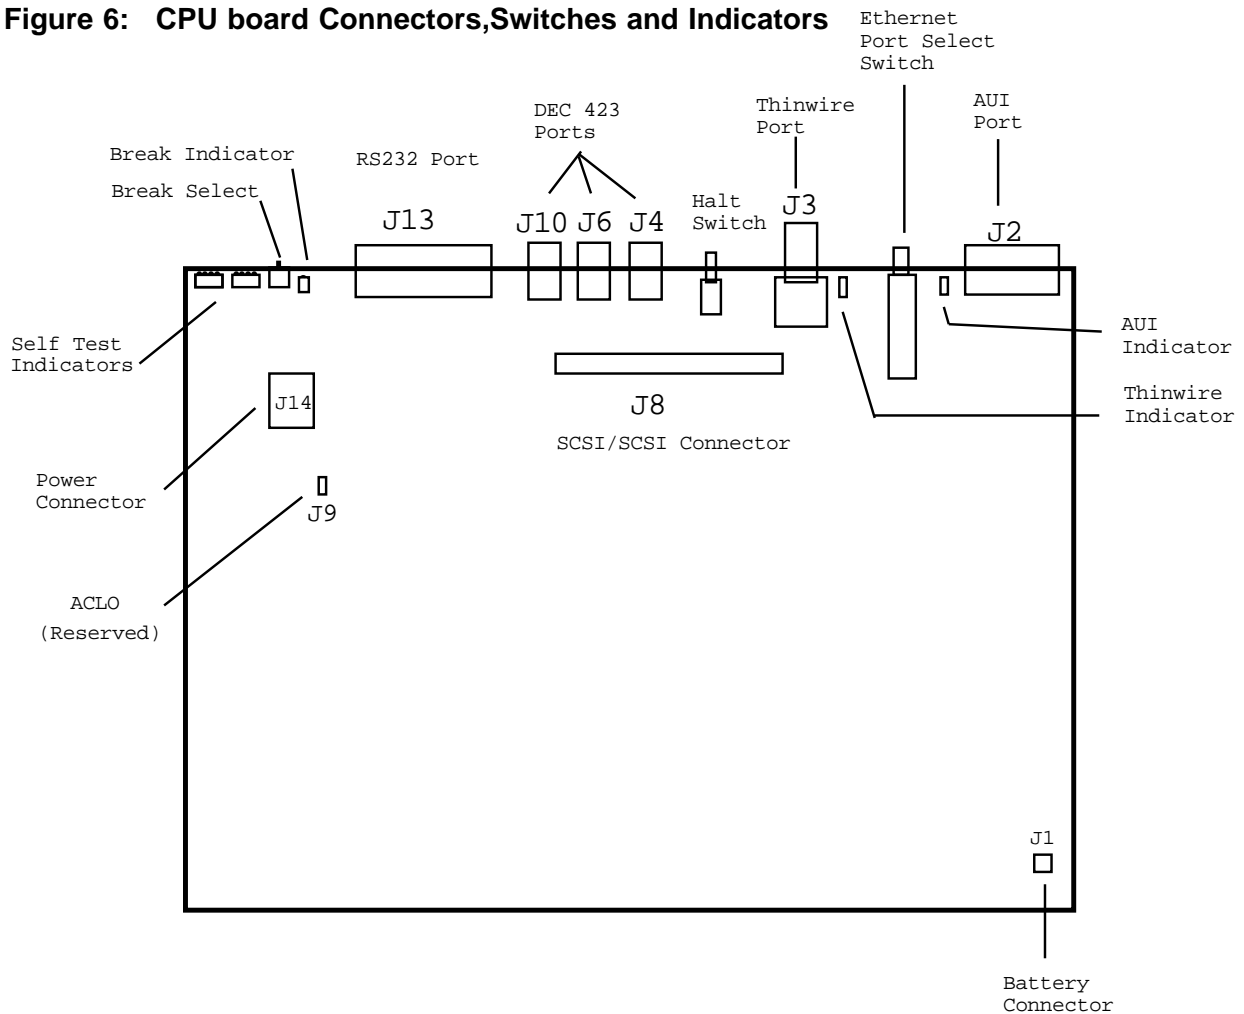 Figure 6: CPU board Connectors,Switches and Indicators
Ethernet
Port Select
Switch
DEC 423
Ports
Thinwire
Port
AUI
Port
Break Indicator
RS232 Port
Break Select
Halt
Switch
J13
J10
J6
J4
J3
J2
Self Test
Indicators
AUI
Indicator
J14
J8
Thinwire
Indicator
SCSI/SCSI Connector
Power
Connector
J9
ACLO
(Reserved)
J1
Battery
Connector